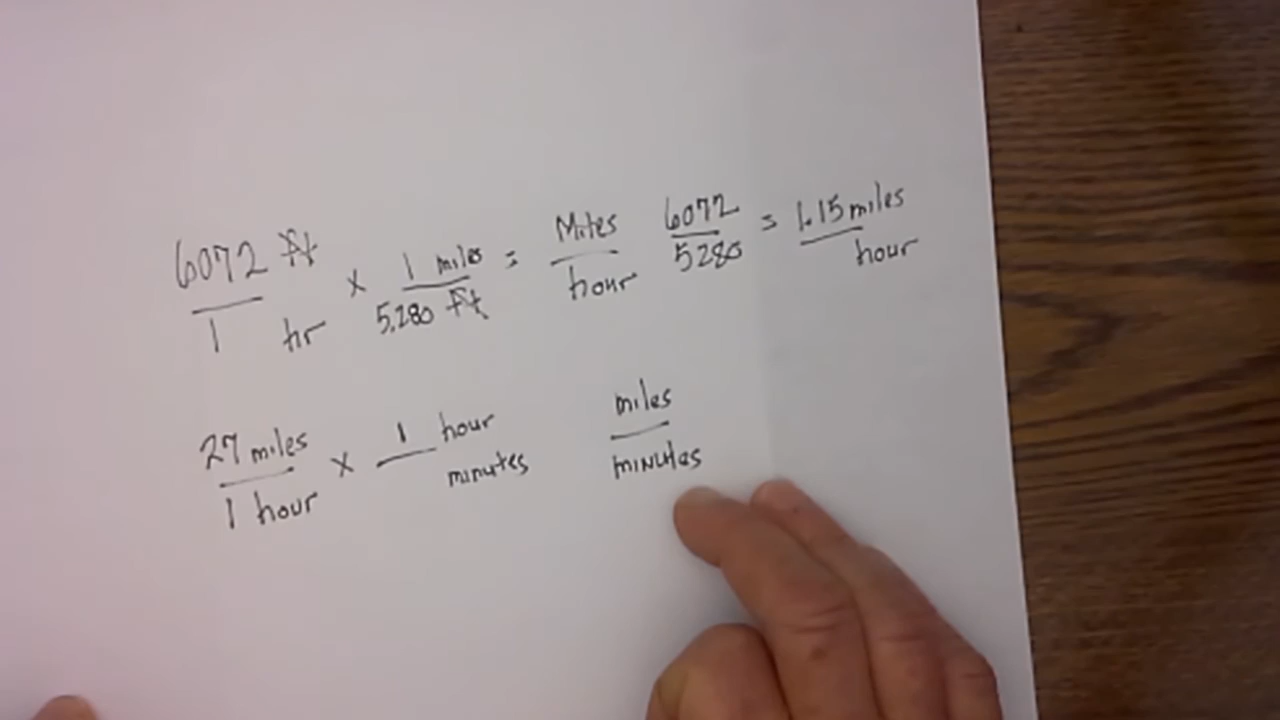 6072 ft × 1 mile = Miles 6072 = 1.15 miles
1 hr 5,280 ft hour 5280 hour
27 miles × 1 hour miles
1 hour minutes minutes